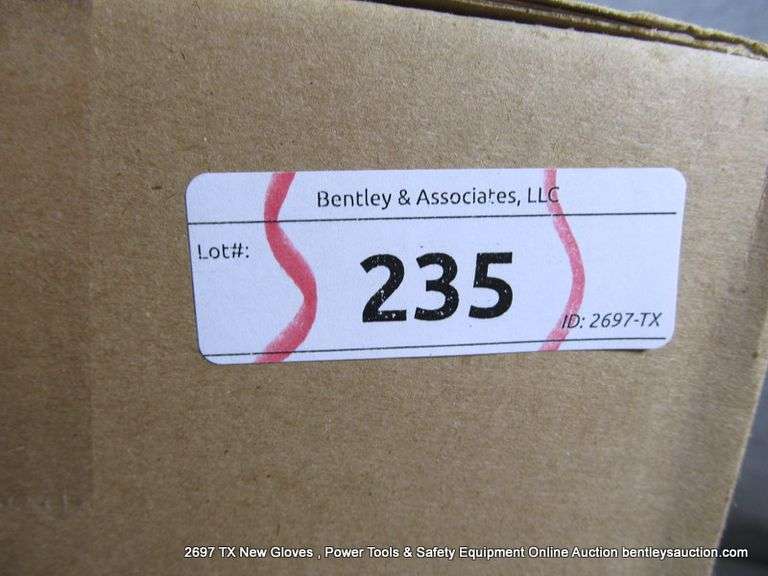 Bentley & Associates, LLC
Lot#:
235
ID: 2697-TX
2697 TX New Gloves , Power Tools & Safety Equipment Online Auction bentleysauction.com